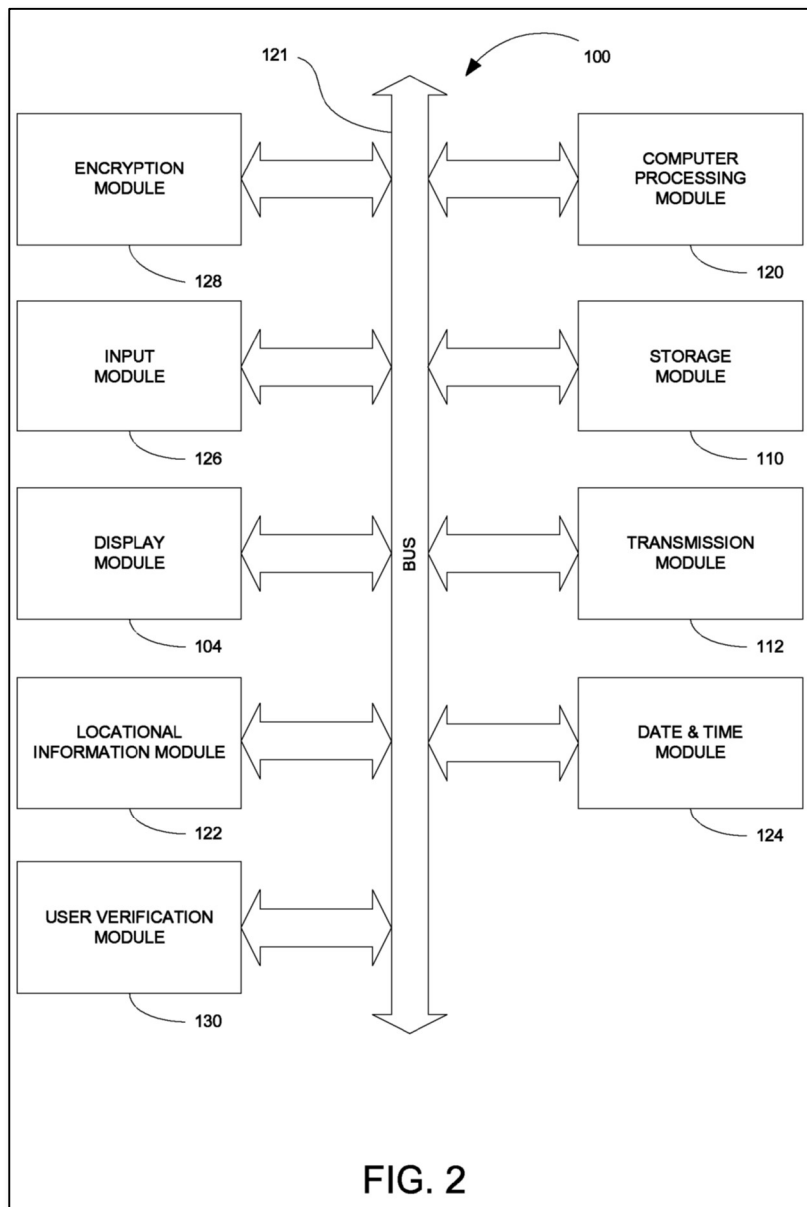 121
100
ENCRYPTION
MODULE
128
COMPUTER
PROCESSING
MODULE
120
INPUT
MODULE
126
STORAGE
MODULE
110
DISPLAY
MODULE
104
BUS
TRANSMISSION
MODULE
112
LOCATIONAL
INFORMATION MODULE
122
DATE & TIME
MODULE
124
USER VERIFICATION
MODULE
130
FIG. 2